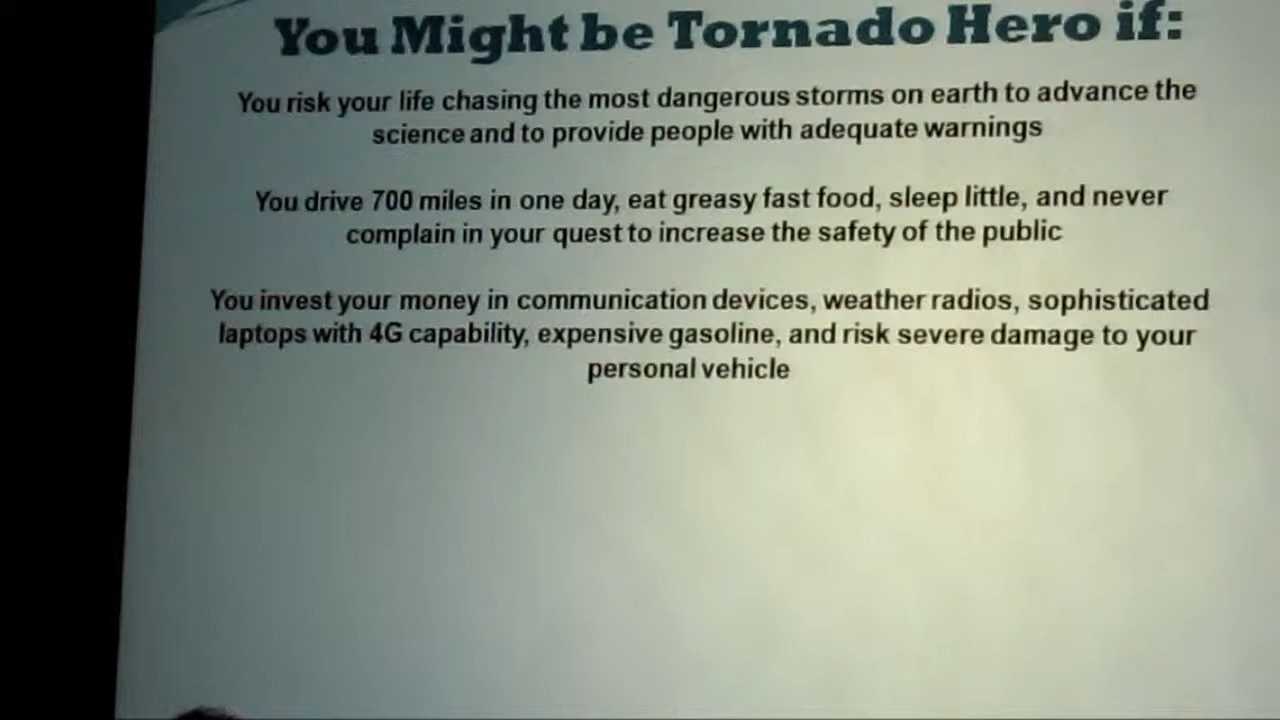 You Might be Tornado Hero if:
You risk your life chasing the most dangerous storms on earth to advance the
science and to provide people with adequate warnings
You drive 700 miles in one day, eat greasy fast food, sleep little, and never
complain in your quest to increase the safety of the public
You invest your money in communication devices, weather radios, sophisticated
laptops with 4G capability, expensive gasoline, and risk severe damage to your
personal vehicle